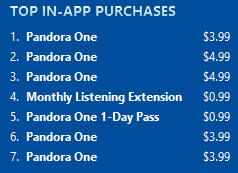 TOP IN-APP PURCHASES
1. Pandora One $3.99
2. Pandora One $4.99
3. Pandora One $4.99
4. Monthly Listening Extension $0.99
5. Pandora One 1-Day Pass $0.99
6. Pandora One $3.99
7. Pandora One $3.99